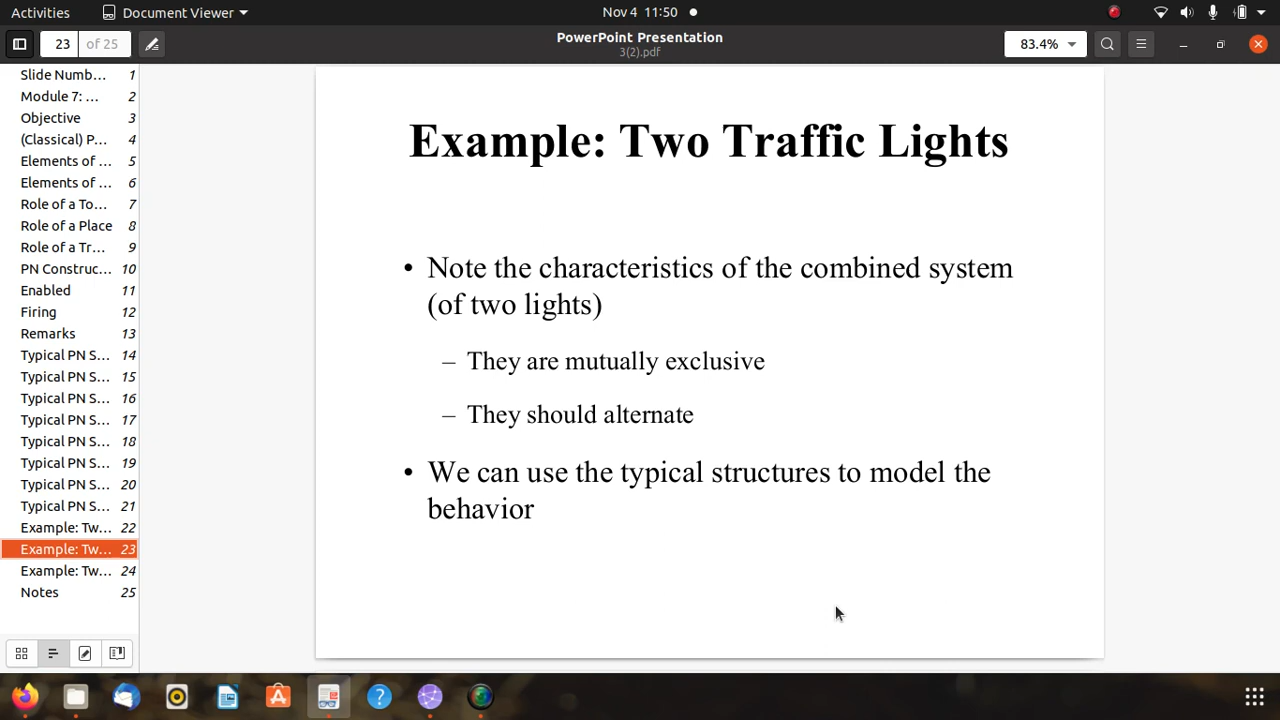 Activities
Document Viewer
Nov 4 11:50
23 of 25
PowerPoint Presentation
3(2).pdf
83.4%
Slide Numb... 1
Module 7: ... 2
Objective 3
(Classical) P... 4
Elements of ... 5
Elements of ... 6
Role of a To... 7
Role of a Place 8
Role of a Tr... 9
PN Construc... 10
Enabled 11
Firing 12
Remarks 13
Typical PN S... 14
Typical PN S... 15
Typical PN S... 16
Typical PN S... 17
Typical PN S... 18
Typical PN S... 19
Typical PN S... 20
Typical PN S... 21
Example: Tw... 22
Example: Tw... 23
Example: Tw... 24
Notes 25
Example: Two Traffic Lights
• Note the characteristics of the combined system
(of two lights)
– They are mutually exclusive
– They should alternate
• We can use the typical structures to model the
behavior